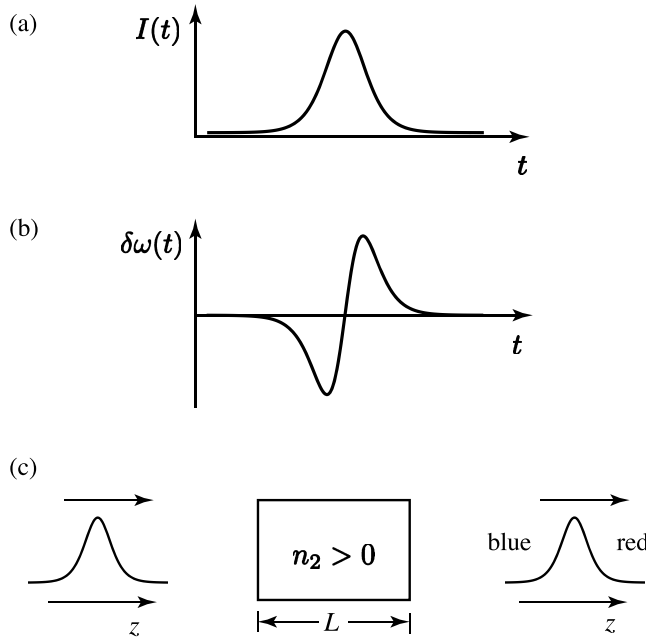 (a)
I(t)
t
(b)
δω(t)
t
(c)
n₂ > 0
blue
red
z
L
z